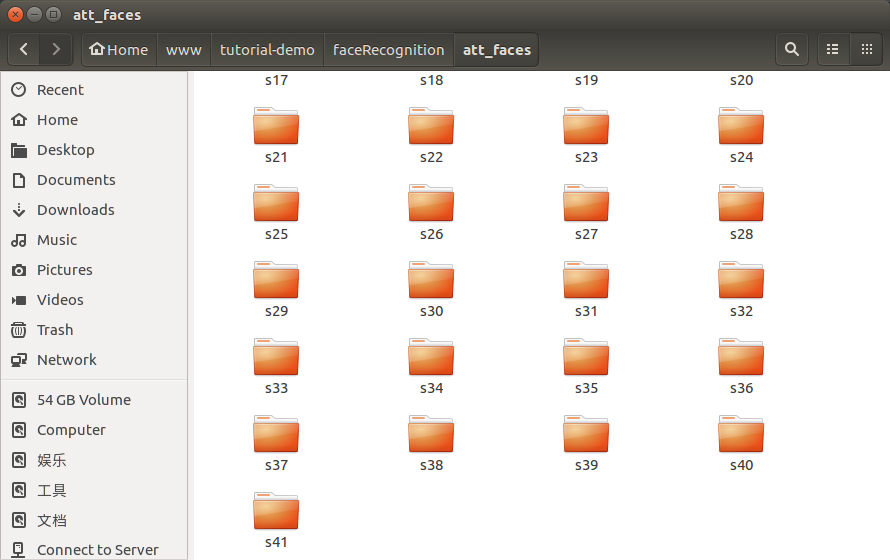 att_faces
Home www tutorial-demo faceRecognition att_faces
Recent
Home
Desktop
Documents
Downloads
Music
Pictures
Videos
Trash
Network
54 GB Volume
Computer
娱乐
工具
文档
Connect to Server
s17 s18 s19 s20
s21 s22 s23 s24
s25 s26 s27 s28
s29 s30 s31 s32
s33 s34 s35 s36
s37 s38 s39 s40
s41